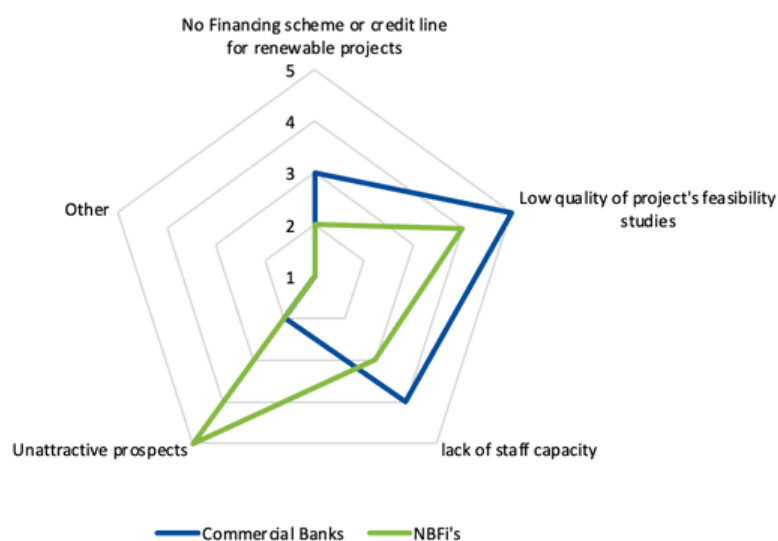 No Financing scheme or credit line
for renewable projects
5
4
3
2
1
Other
Low quality of project's feasibility
studies
Unattractive prospects
lack of staff capacity
Commercial Banks
NBFi's